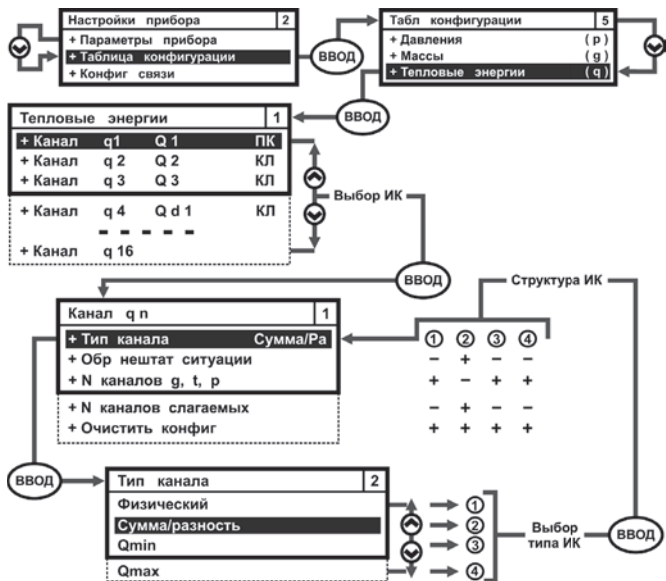 Настройки прибора 2
+ Параметры прибора
+ Таблица конфигурации
+ Конфиг связи
ВВОД
Табл конфигурации 5
+ Давления (p)
+ Массы (g)
+ Тепловые энергии (q)
ВВОД
Тепловые энергии 1
+ Канал q1 Q 1 ПК
+ Канал q 2 Q 2 КЛ
+ Канал q 3 Q 3 КЛ
+ Канал q 4 Q d 1 КЛ
+ Канал q 16
Выбор ИК
ВВОД
Структура ИК
Канал q n 1
+ Тип канала Сумма/Ра
+ Обр нештат ситуации
+ N каналов g, t, p
+ N каналов слагаемых
+ Очистить конфиг
1 2 3 4
– + – –
+ – + +
– + – –
+ + + +
ВВОД
Тип канала 2
Физический
Сумма/разность
Qmin
Qmax
1
2
3
4
Выбор
типа ИК
ВВОД